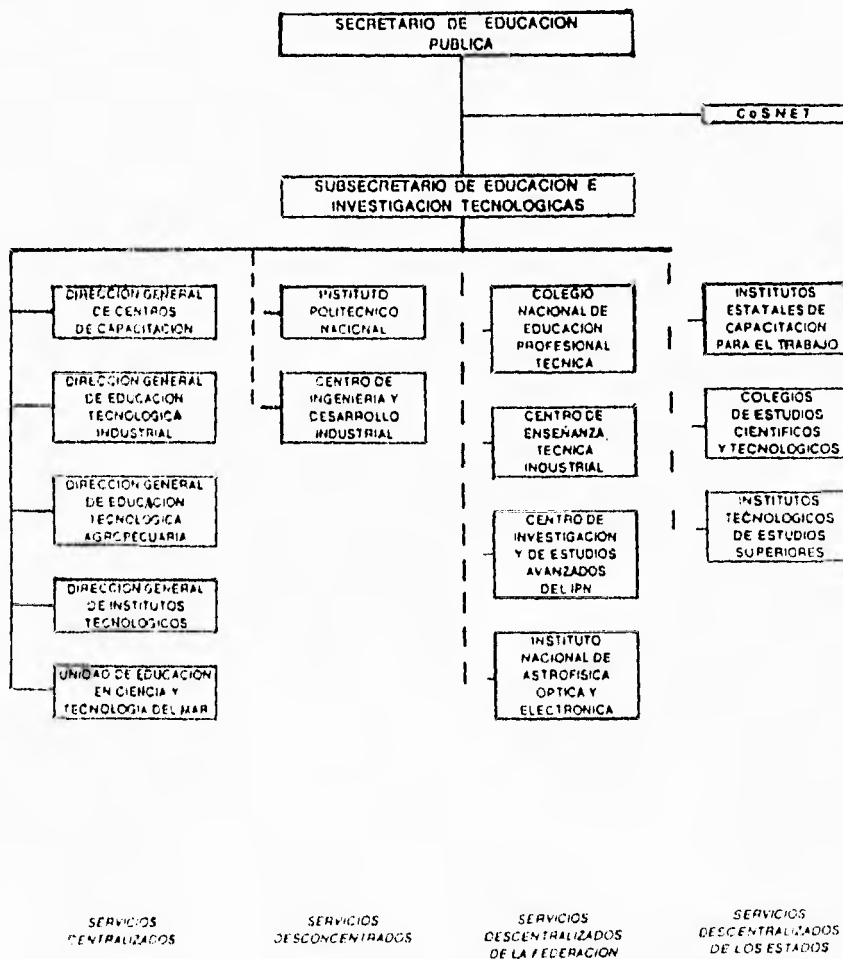 SECRETARIO DE EDUCACION
PUBLICA
CoSNET
SUBSECRETARIO DE EDUCACION E
INVESTIGACION TECNOLOGICAS
DIRECCION GENERAL
DE CENTROS
DE CAPACITACION
DIRECCION GENERAL
DE EDUCACION
TECNOLOGICA
INDUSTRIAL
DIRECCION GENERAL
DE EDUCACION
TECNOLOGICA
AGROPECUARIA
DIRECCION GENERAL
DE INSTITUTOS
TECNOLOGICOS
UNIDAD DE EDUCACION
EN CIENCIA Y
TECNOLOGIA DEL MAR
INSTITUTO
POLITECNICO
NACIONAL
CENTRO DE
INGENIERIA Y
DESARROLLO
INDUSTRIAL
COLEGIO
NACIONAL DE
EDUCACION
PROFESIONAL
TECNICA
CENTRO DE
ENSEÑANZA
TECNICA
INDUSTRIAL
CENTRO DE
INVESTIGACION
Y DE ESTUDIOS
AVANZADOS
DEL IPN
INSTITUTO
NACIONAL DE
ASTROFISICA
OPTICA Y
ELECTRONICA
INSTITUTOS
ESTATALES DE
CAPACITACION
PARA EL TRABAJO
COLEGIOS
DE ESTUDIOS
CIENTIFICOS
Y TECNOLOGICOS
INSTITUTOS
TECNOLOGICOS
DE ESTUDIOS
SUPERIORES
SERVICIOS
CENTRALIZADOS
SERVICIOS
DESCONCENTRADOS
SERVICIOS
DESCENTRALIZADOS
DE LA FEDERACION
SERVICIOS
DESCENTRALIZADOS
DE LOS ESTADOS